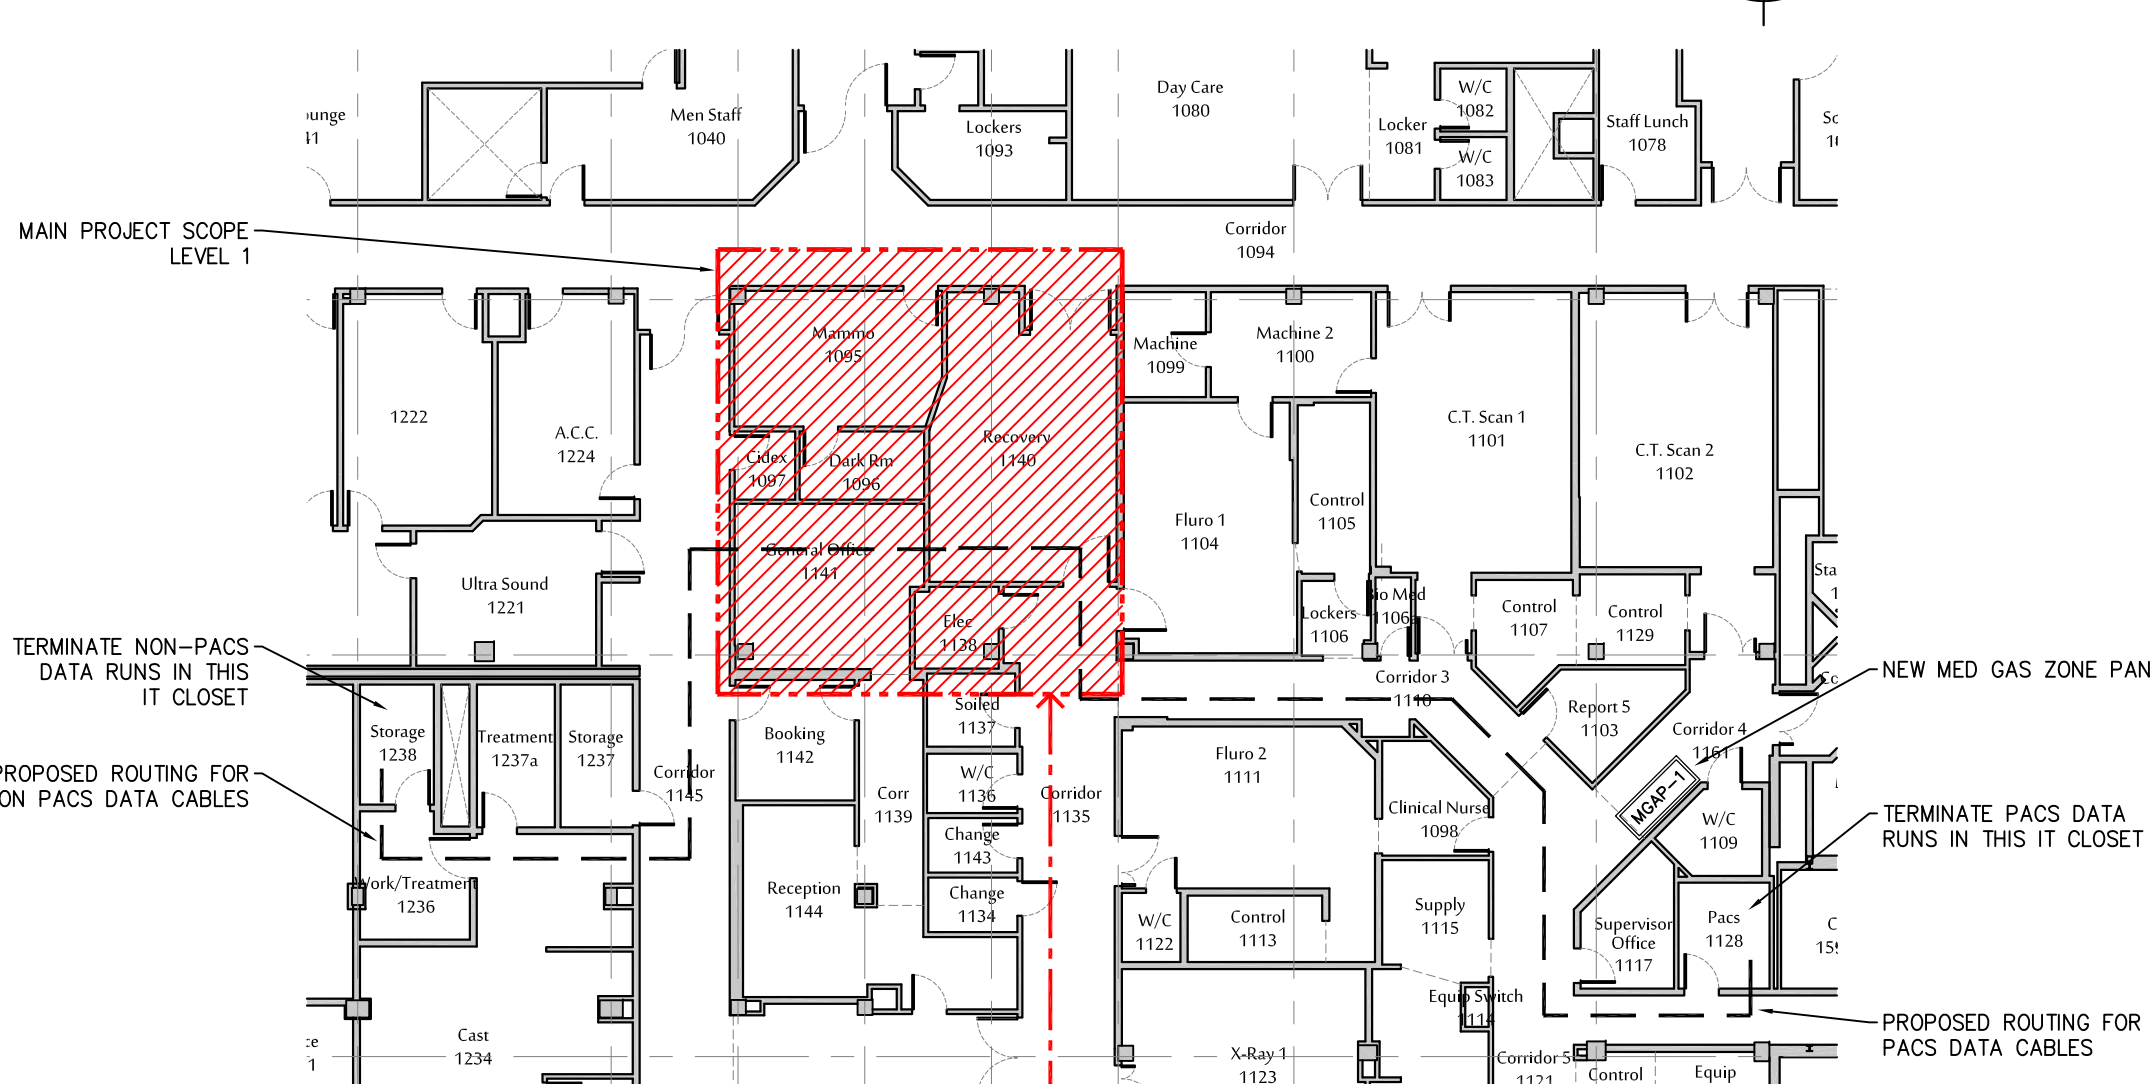 Men Staff
1040
Lockers
1093
Day Care
1080
Locker
1081
W/C
1082
W/C
1083
Staff Lunch
1078
MAIN PROJECT SCOPE
LEVEL 1
Corridor
1094
Mammo
1095
Machine
1099
Machine 2
1100
1222
A.C.C.
1224
Cidex
1097
Dark Rm
1096
Recovery
1140
C.T. Scan 1
1101
C.T. Scan 2
1102
Control
1105
Fluro 1
1104
General Office
1141
Ultra Sound
1221
Elec
1138
Lockers
1106
Bio Med
Control
1107
Control
1129
TERMINATE NON-PACS
DATA RUNS IN THIS
IT CLOSET
NEW MED GAS ZONE PAN
Corridor 3
1110
Report 5
1103
Corridor 4
1161
MGAP-1
Storage
1238
Treatment
1237a
Storage
1237
Corridor
1145
Booking
1142
Soiled
1137
W/C
1136
Corr
1139
Corridor
1135
Change
1143
Change
1134
Fluro 2
1111
Clinical Nurse
1098
W/C
1109
PROPOSED ROUTING FOR
ON PACS DATA CABLES
TERMINATE PACS DATA
RUNS IN THIS IT CLOSET
Work/Treatment
1236
Reception
1144
W/C
1122
Control
1113
Supply
1115
Supervisor
Office
1117
Pacs
1128
Equip Switch
1114
PROPOSED ROUTING FOR
PACS DATA CABLES
Cast
1234
X-Ray 1
1123
Corridor 5
1121
Control
Equip